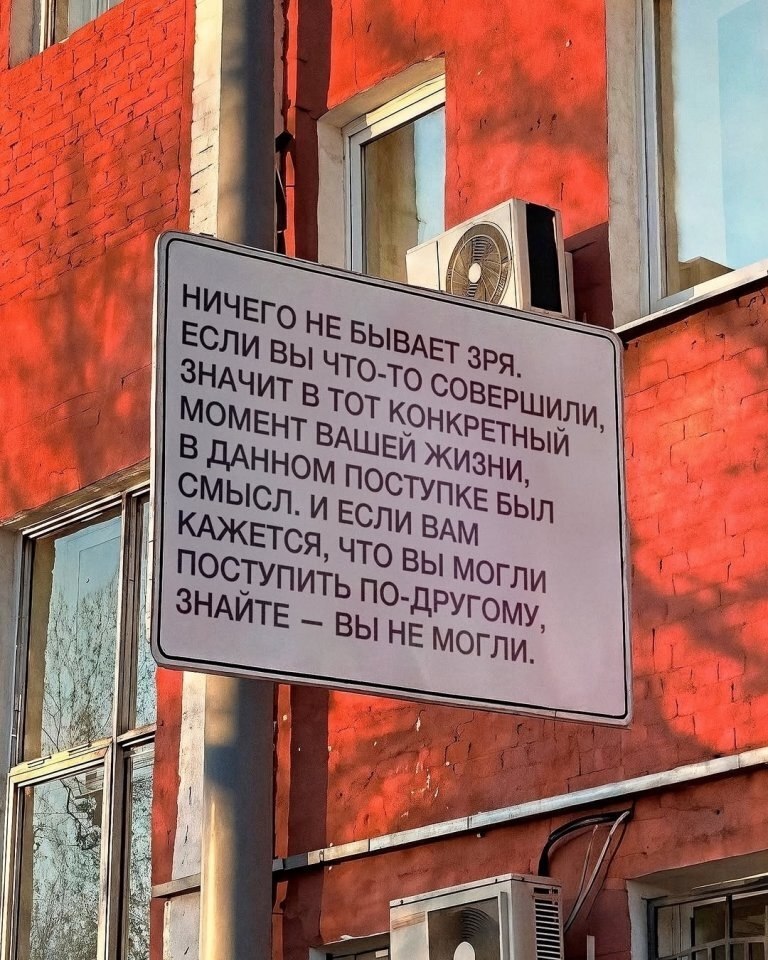 НИЧЕГО НЕ БЫВАЕТ ЗРЯ.
ЕСЛИ ВЫ ЧТО-ТО СОВЕРШИЛИ,
ЗНАЧИТ В ТОТ КОНКРЕТНЫЙ
МОМЕНТ ВАШЕЙ ЖИЗНИ,
В ДАННОМ ПОСТУПКЕ БЫЛ
СМЫСЛ. И ЕСЛИ ВАМ
КАЖЕТСЯ, ЧТО ВЫ МОГЛИ
ПОСТУПИТЬ ПО-ДРУГОМУ,
ЗНАЙТЕ — ВЫ НЕ МОГЛИ.